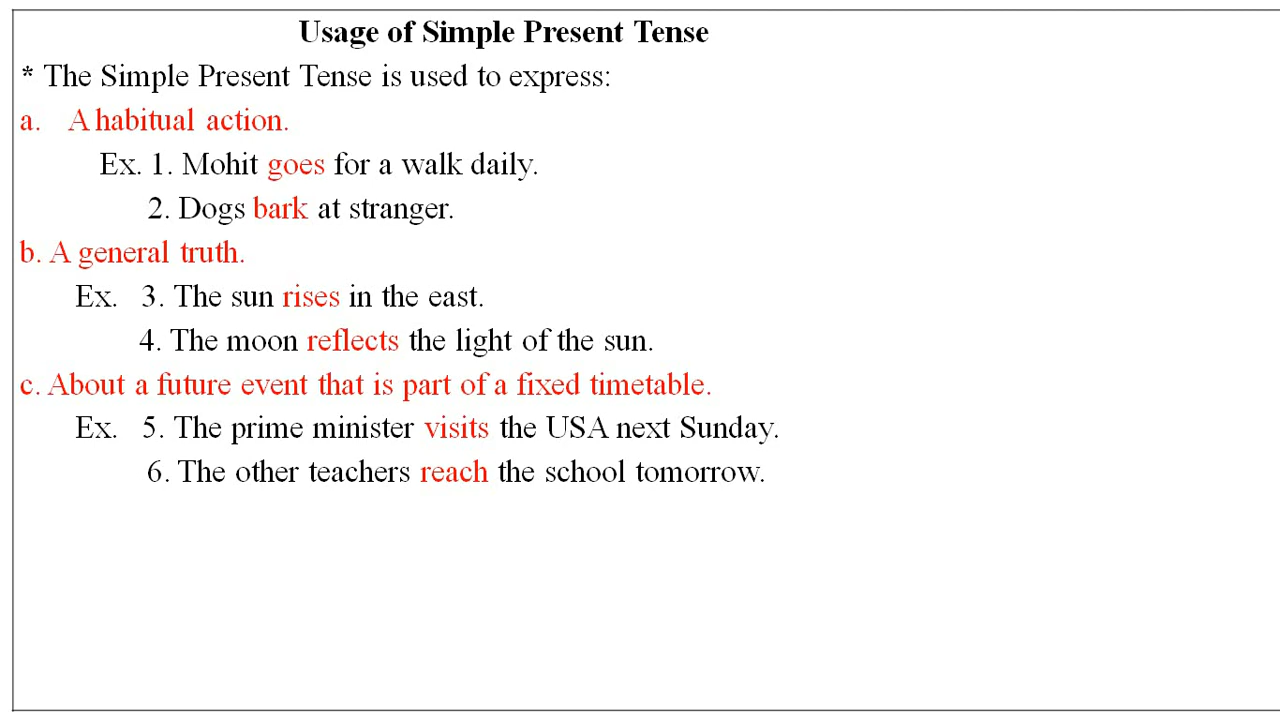 Usage of Simple Present Tense
* The Simple Present Tense is used to express:
a. A habitual action.
Ex. 1. Mohit goes for a walk daily.
2. Dogs bark at stranger.
b. A general truth.
Ex. 3. The sun rises in the east.
4. The moon reflects the light of the sun.
c. About a future event that is part of a fixed timetable.
Ex. 5. The prime minister visits the USA next Sunday.
6. The other teachers reach the school tomorrow.